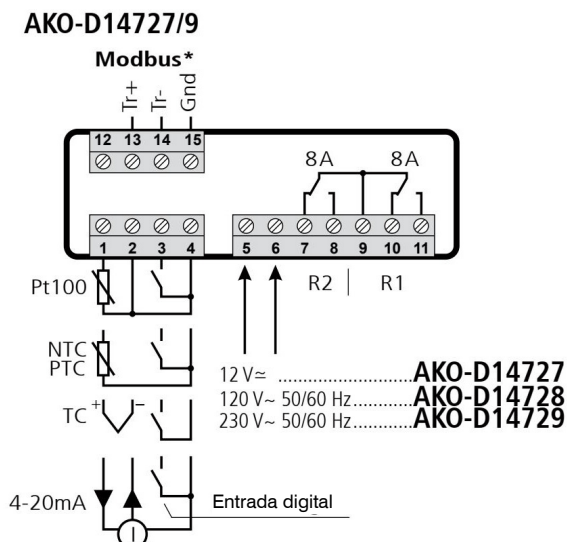 AKO-D14727/9
Modbus*
Tr+ Tr- Gnd
12 13 14 15
8A 8A
1 2 3 4 5 6 7 8 9 10 11
Pt100
R2 | R1
NTC
PTC
12 V≃ ............................AKO-D14727
120 V~ 50/60 Hz............AKO-D14728
TC + −
230 V~ 50/60 Hz............AKO-D14729
4-20mA
Entrada digital
I